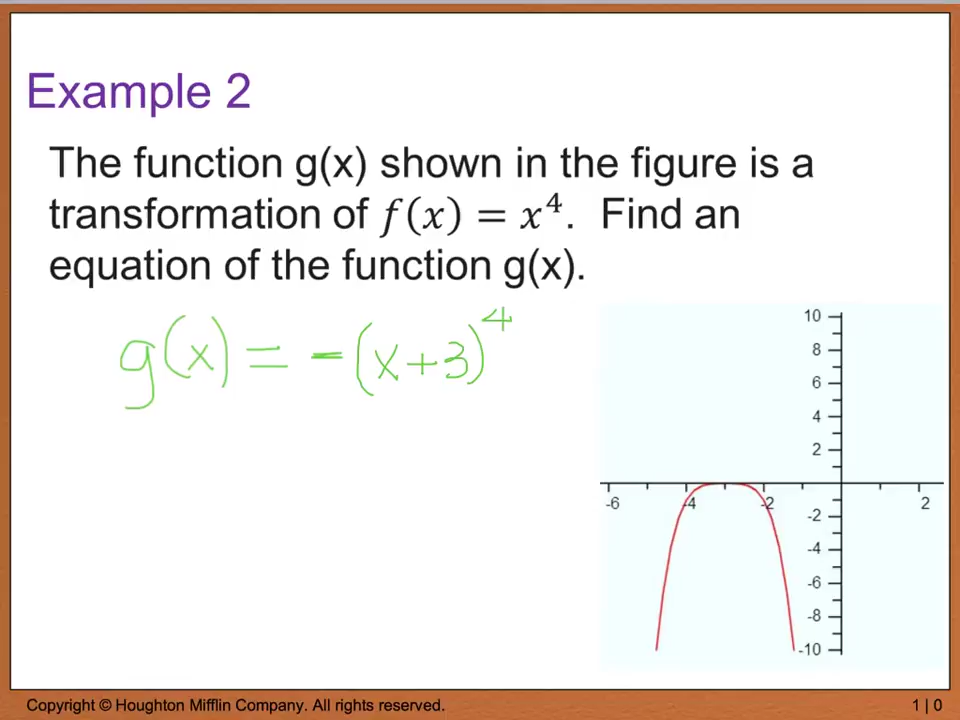 Example 2
The function g(x) shown in the figure is a
transformation of f(x) = x⁴. Find an
equation of the function g(x).
g(x) = -(x+3)⁴
10
8
6
4
2
-6 -4 -2 2
-2
-4
-6
-8
-10
Copyright © Houghton Mifflin Company. All rights reserved. 1 | 0